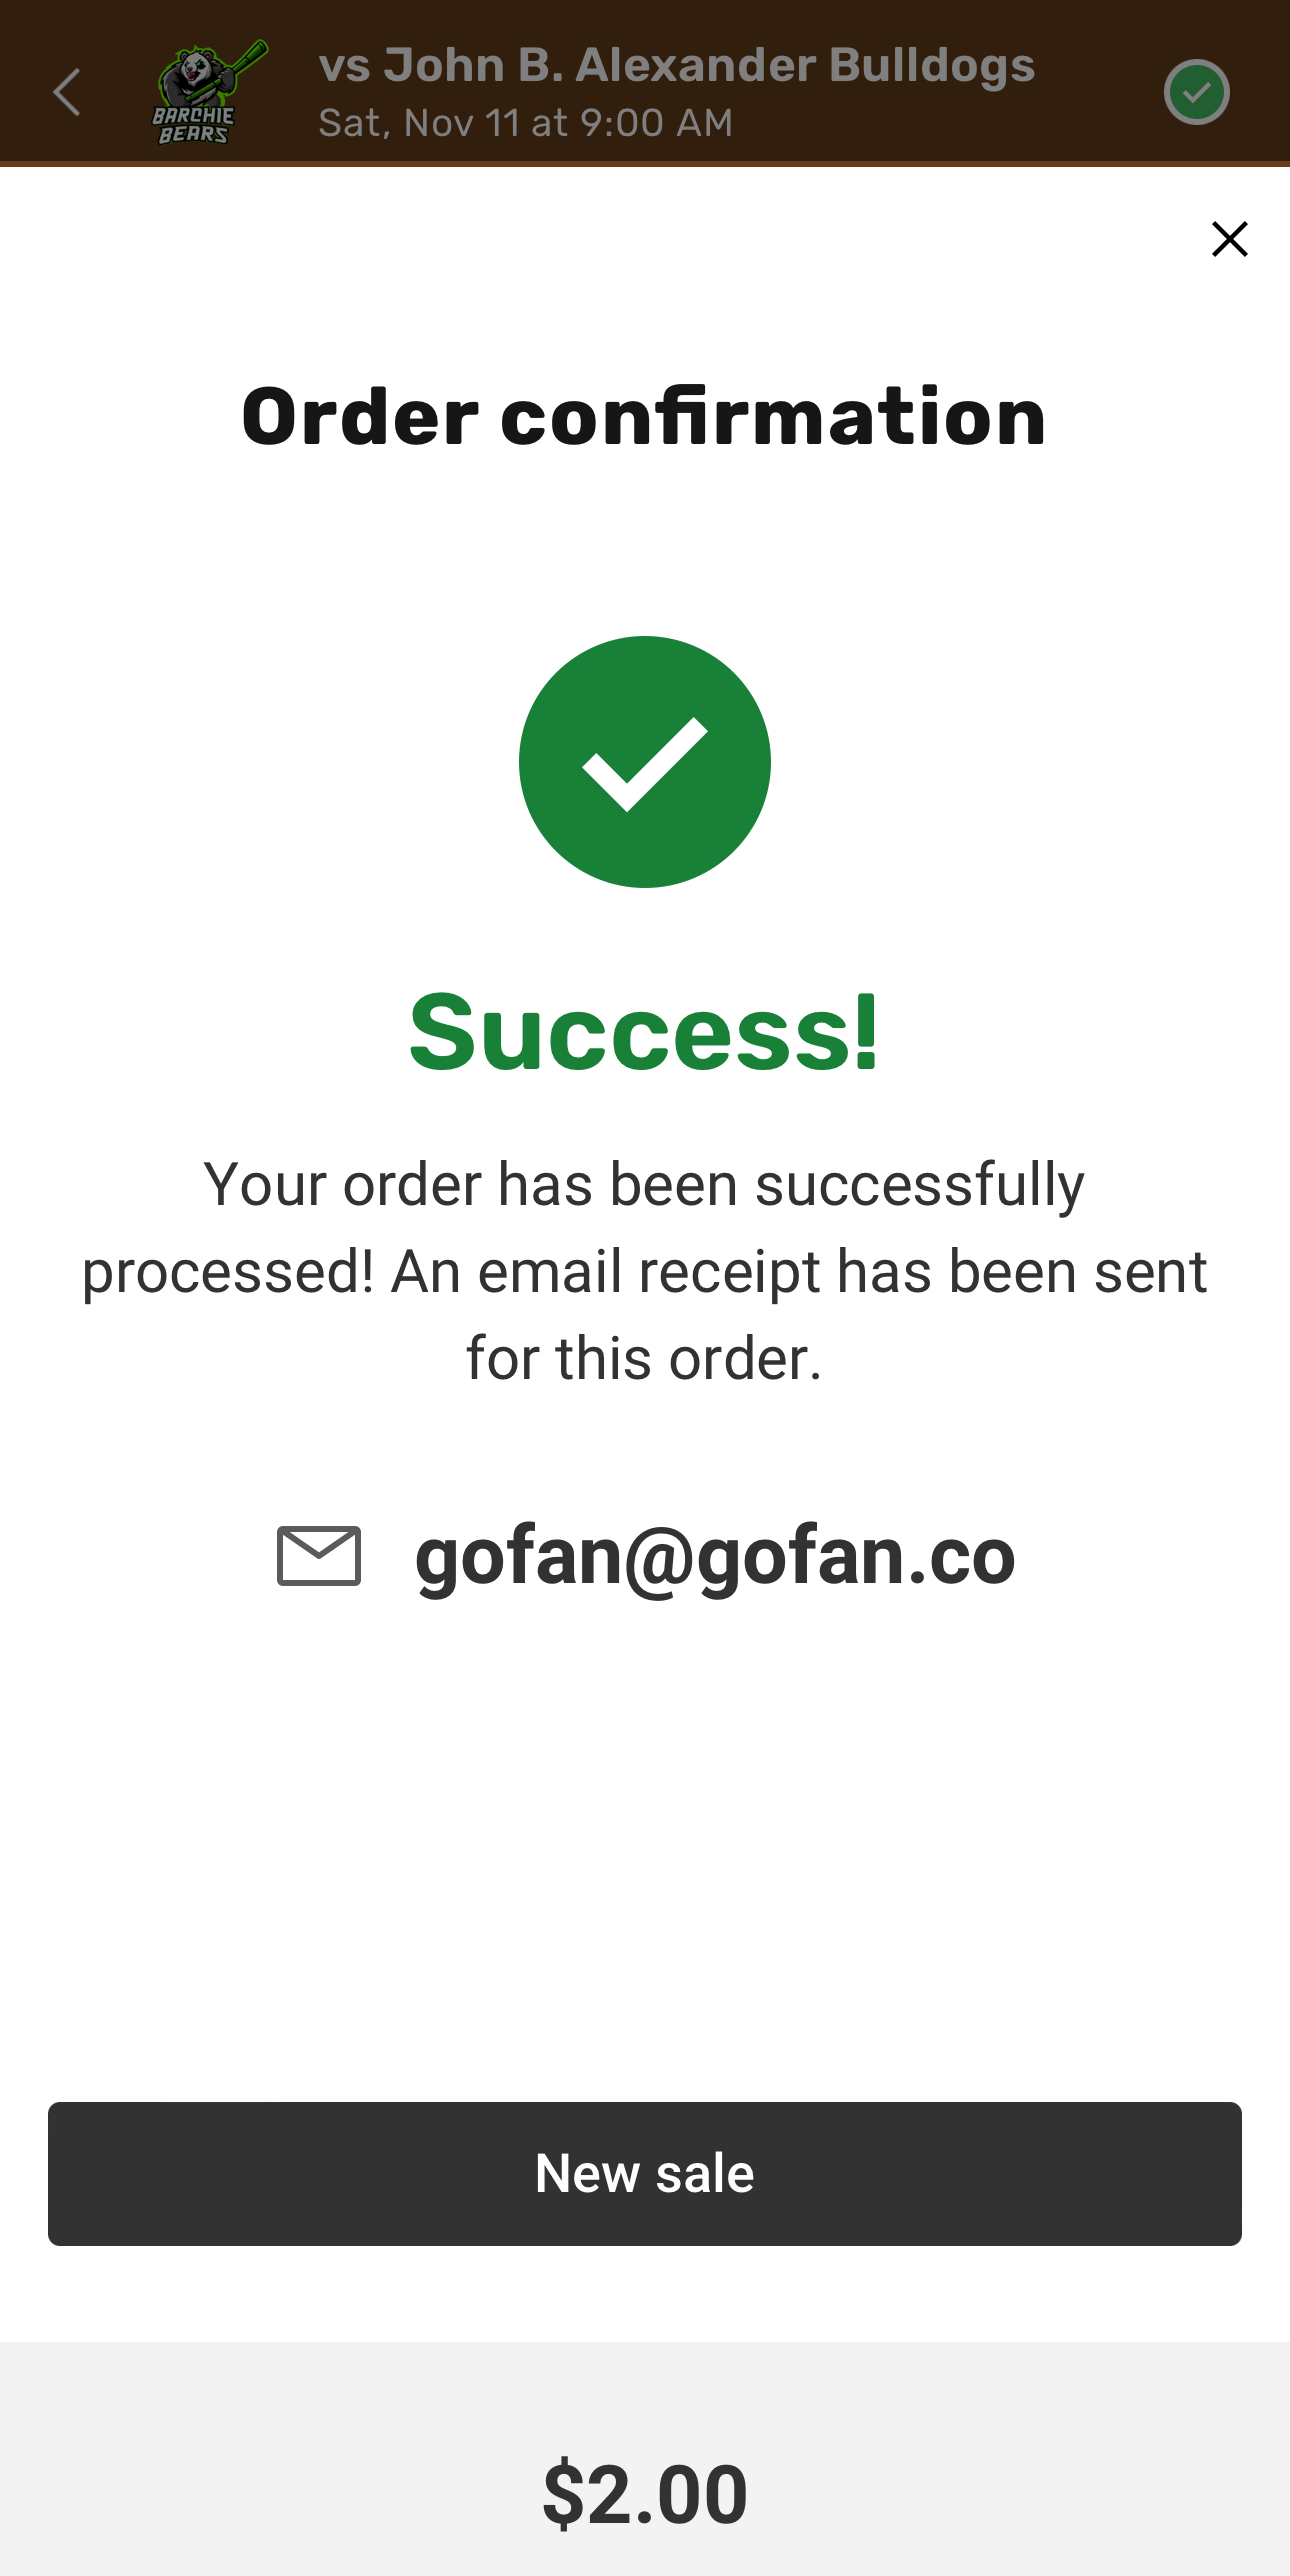 vs John B. Alexander Bulldogs
Sat, Nov 11 at 9:00 AM
BARCHIE
BEARS
Order confirmation
Success!
Your order has been successfully
processed! An email receipt has been sent
for this order.
gofan@gofan.co
New sale
$2.00